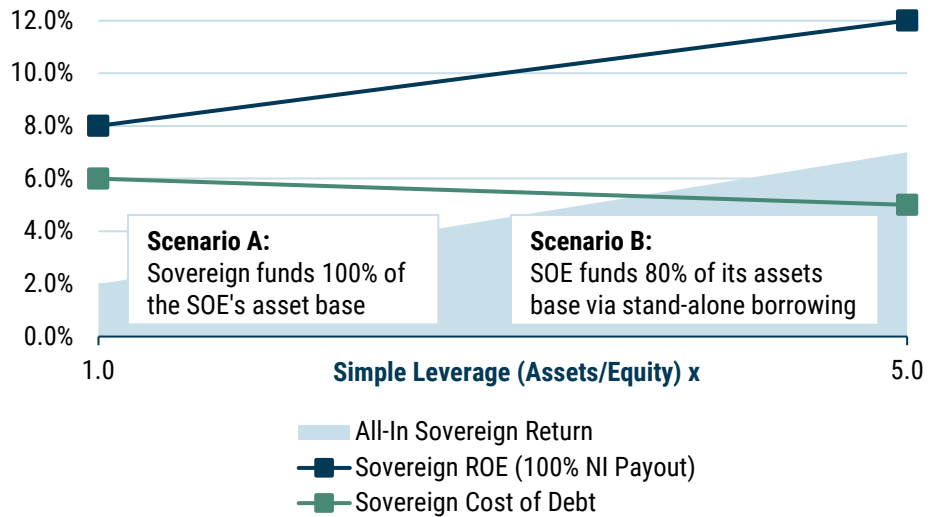 12.0%
10.0%
8.0%
6.0%
4.0%
2.0%
0.0%
Scenario A:
Sovereign funds 100% of
the SOE's asset base
Scenario B:
SOE funds 80% of its assets
base via stand-alone borrowing
1.0
Simple Leverage (Assets/Equity) x
5.0
All-In Sovereign Return
Sovereign ROE (100% NI Payout)
Sovereign Cost of Debt